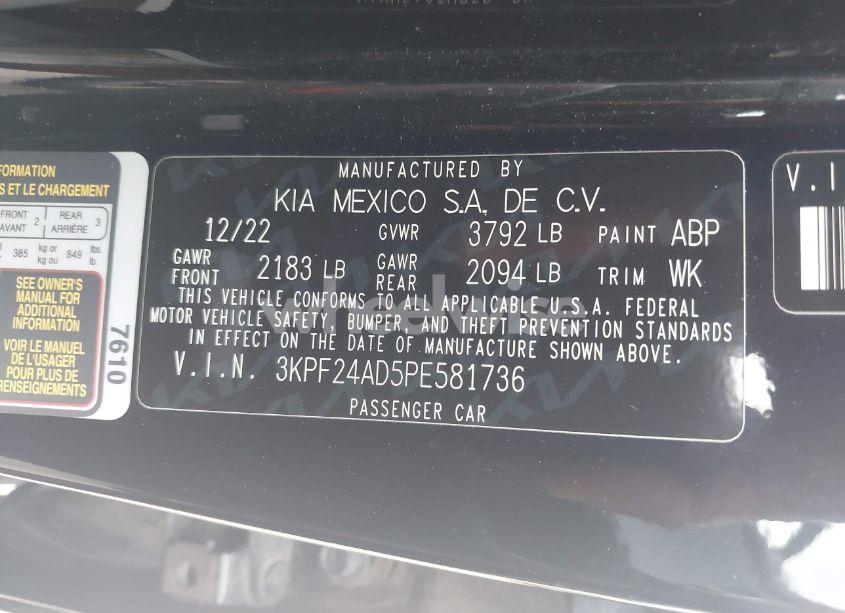 FORMATION
S ET LE CHARGEMENT
FRONT 2 REAR 3
AVANT ARRIÈRE
385 kg or 849 lbs.
kg ou lb.
SEE OWNER'S
MANUAL FOR
ADDITIONAL
INFORMATION
VOIR LE MANUEL
DE L'USAGER
POUR PLUS DE
RENSEIGNEMENTS
7610
MANUFACTURED BY
KIA MEXICO S.A. DE C.V.
12/22 GVWR 3792 LB PAINT ABP
GAWR FRONT 2183 LB GAWR REAR 2094 LB TRIM WK
THIS VEHICLE CONFORMS TO ALL APPLICABLE U.S.A. FEDERAL
MOTOR VEHICLE SAFETY, BUMPER, AND THEFT PREVENTION STANDARDS
IN EFFECT ON THE DATE OF MANUFACTURE SHOWN ABOVE.
V.I.N. 3KPF24AD5PE581736
PASSENGER CAR
V.I